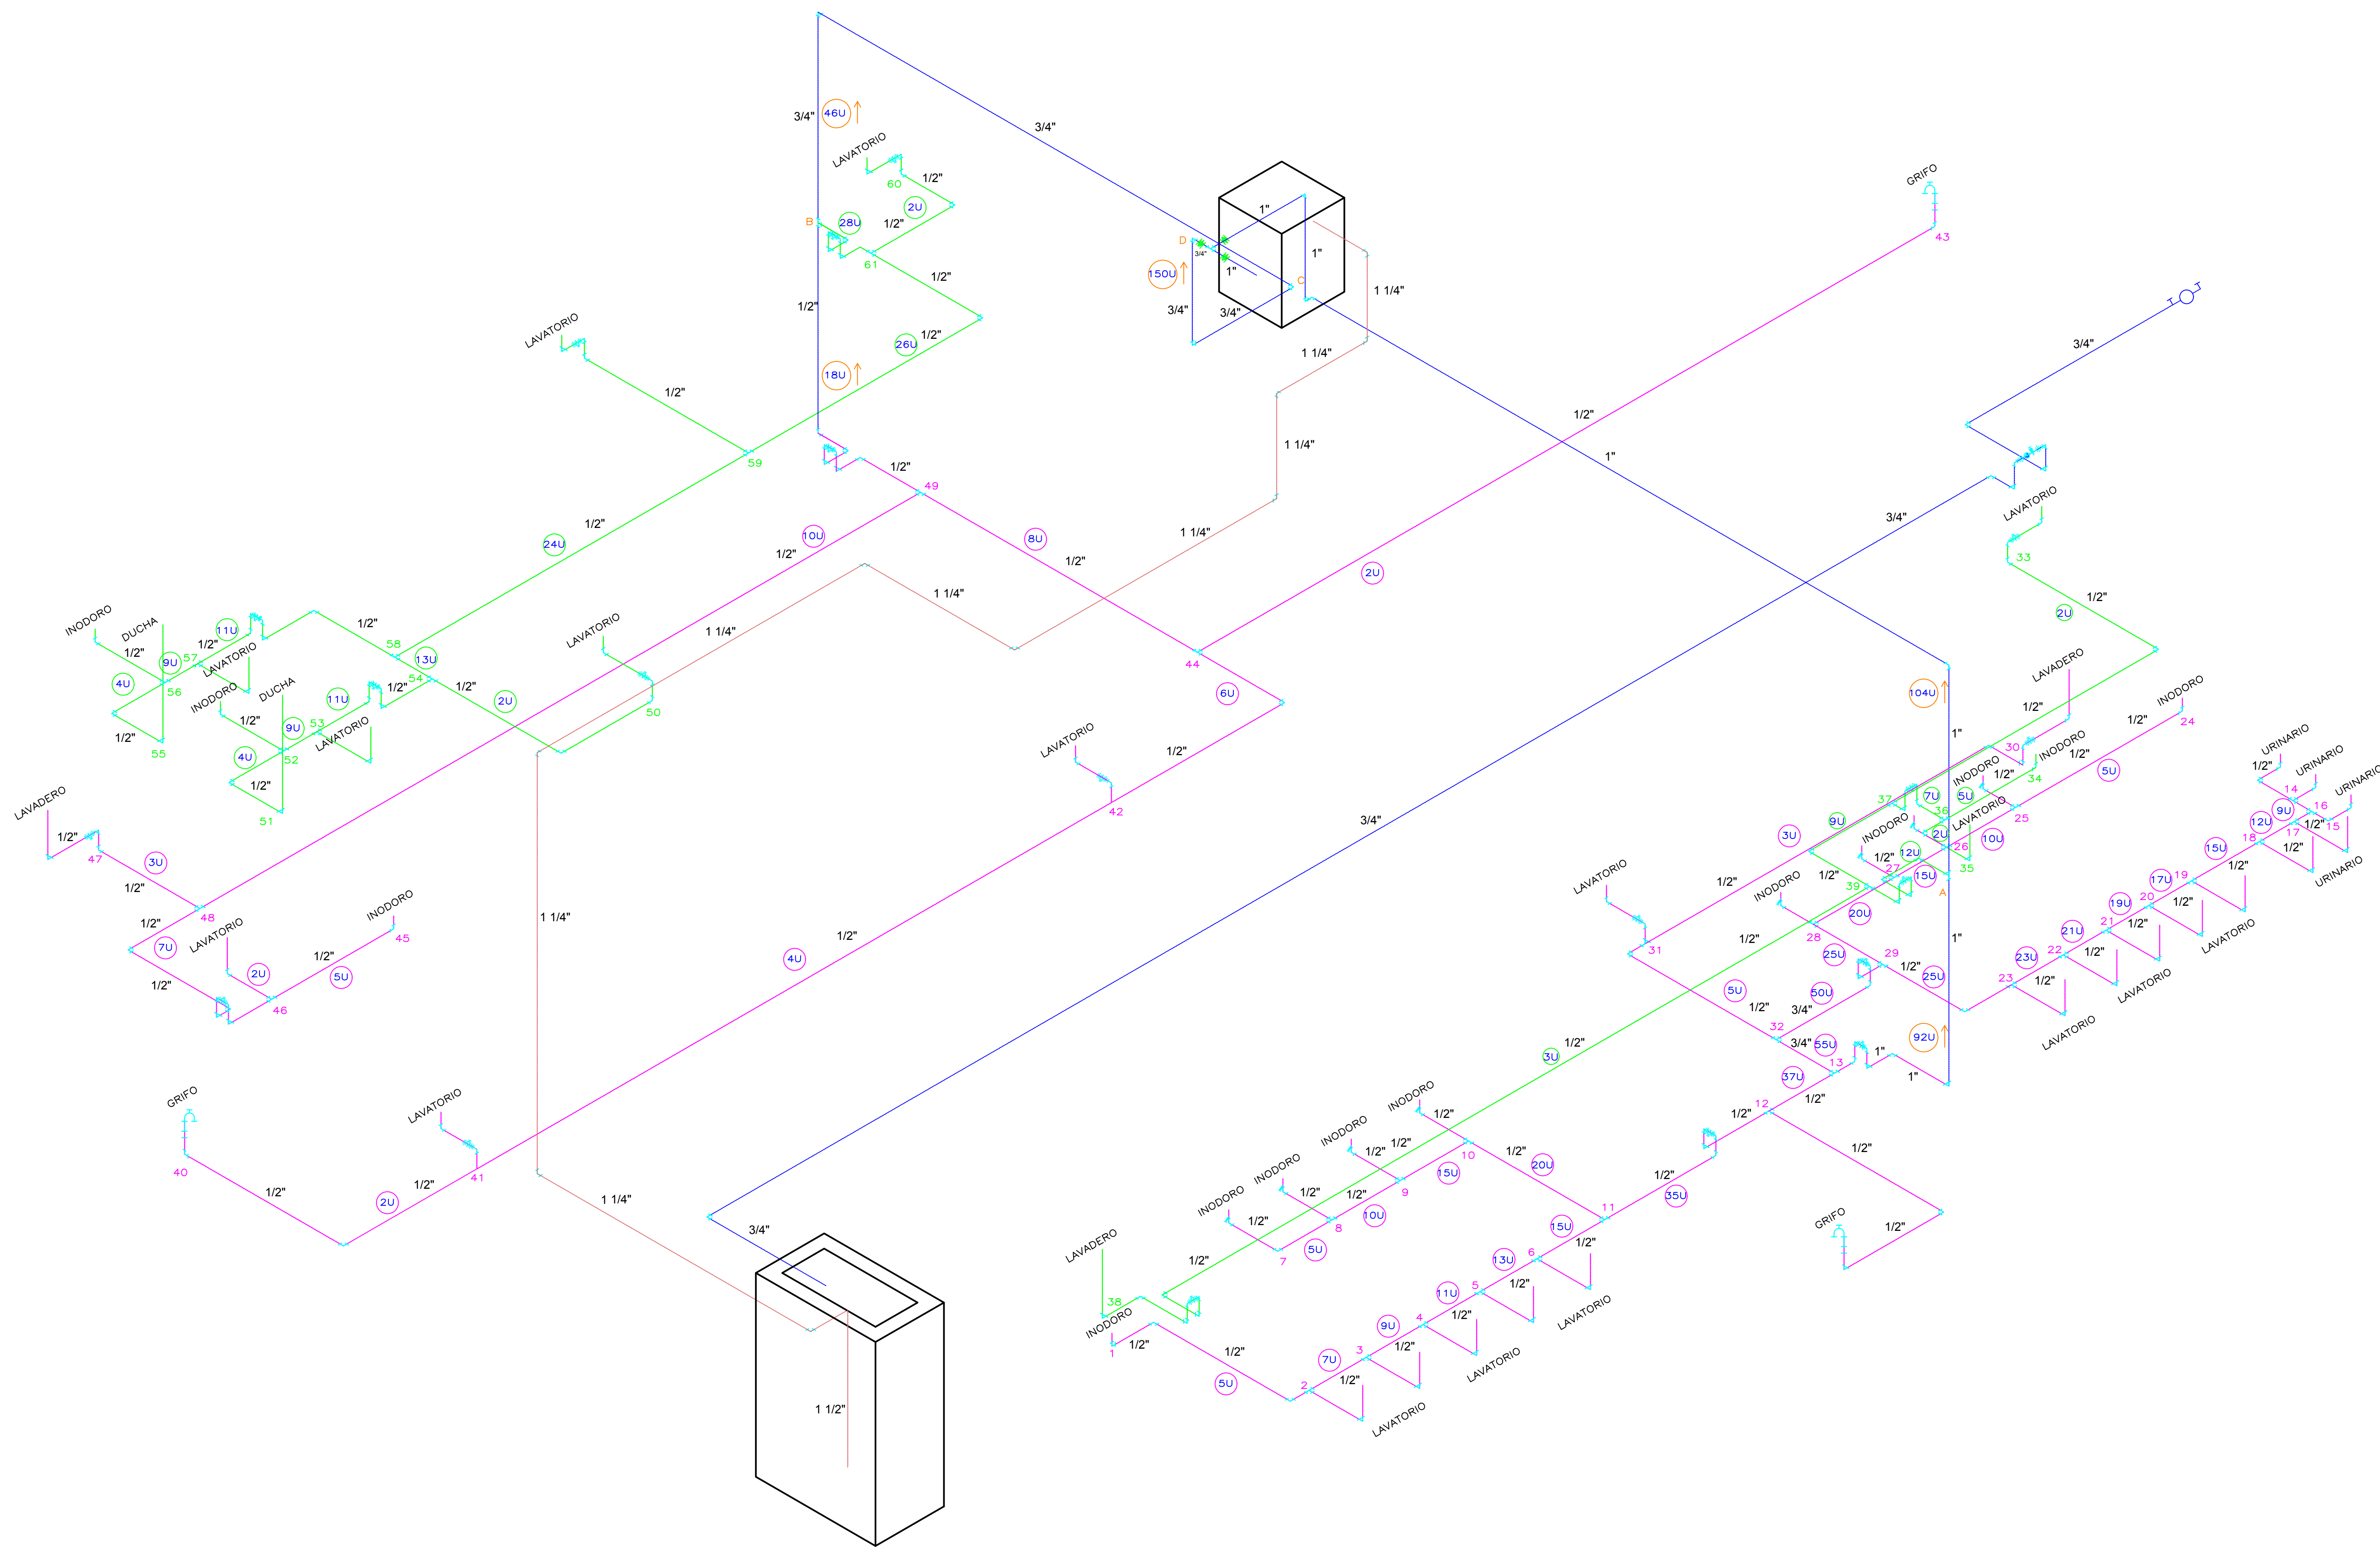 3/4"
46U
3/4"
LAVATORIO
60
1/2"
2U
1/2"
B
28U
61
1/2"
1/2"
18U
26U
1/2"
GRIFO
43
1"
D
3/4"
1"
1"
C
150U
3/4"
3/4"
1 1/4"
1 1/4"
1 1/4"
1 1/4"
LAVATORIO
1/2"
59
1/2"
24U
1/2"
49
10U
1/2"
8U
1/2"
1/2"
2U
1"
3/4"
3/4"
LAVATORIO
33
1/2"
2U
1/2"
1 1/4"
1 1/4"
44
6U
INODORO
DUCHA
1/2"
9U
4U
56
1/2"
55
57
1/2"
11U
LAVATORIO
1/2"
58
13U
54
1/2"
2U
LAVATORIO
50
INODORO
DUCHA
1/2"
9U
4U
52
1/2"
51
53
11U
1/2"
LAVATORIO
LAVADERO
1/2"
47
3U
1/2"
48
1/2"
7U
1/2"
LAVATORIO
2U
46
1/2"
5U
INODORO
45
LAVATORIO
42
1/2"
1/2"
4U
3/4"
1 1/4"
104U
1"
LAVADERO
30
INODORO
24
1/2"
5U
INODORO
34
1/2"
INODORO
1/2"
25
10U
37
7U
5U
36
2U
LAVATORIO
35
26
9U
3U
INODORO
1/2"
12U
27
15U
A
39
1/2"
1/2"
20U
INODORO
28
25U
29
1/2"
25U
1"
LAVATORIO
31
1/2"
5U
1/2"
50U
3/4"
32
3/4"
55U
13
1"
1"
92U
37U
URINARIO
1/2"
14
URINARIO
9U
16
15
URINARIO
12U
1/2"
17
URINARIO
18
1/2"
15U
19
1/2"
17U
LAVATORIO
20
1/2"
19U
LAVATORIO
21
1/2"
21U
LAVATORIO
22
1/2"
23U
LAVATORIO
23
1/2"
GRIFO
40
1/2"
2U
1/2"
LAVATORIO
41
1 1/4"
3/4"
1 1/2"
3U
1/2"
1/2"
LAVADERO
38
INODORO
1
1/2"
1/2"
5U
INODORO
1/2"
7
5U
INODORO
1/2"
8
1/2"
10U
INODORO
1/2"
9
1/2"
15U
INODORO
1/2"
10
1/2"
20U
11
1/2"
35U
12
1/2"
1/2"
1/2"
GRIFO
1/2"
15U
6
1/2"
13U
LAVATORIO
5
1/2"
11U
4
1/2"
LAVATORIO
9U
3
1/2"
7U
2
1/2"
LAVATORIO